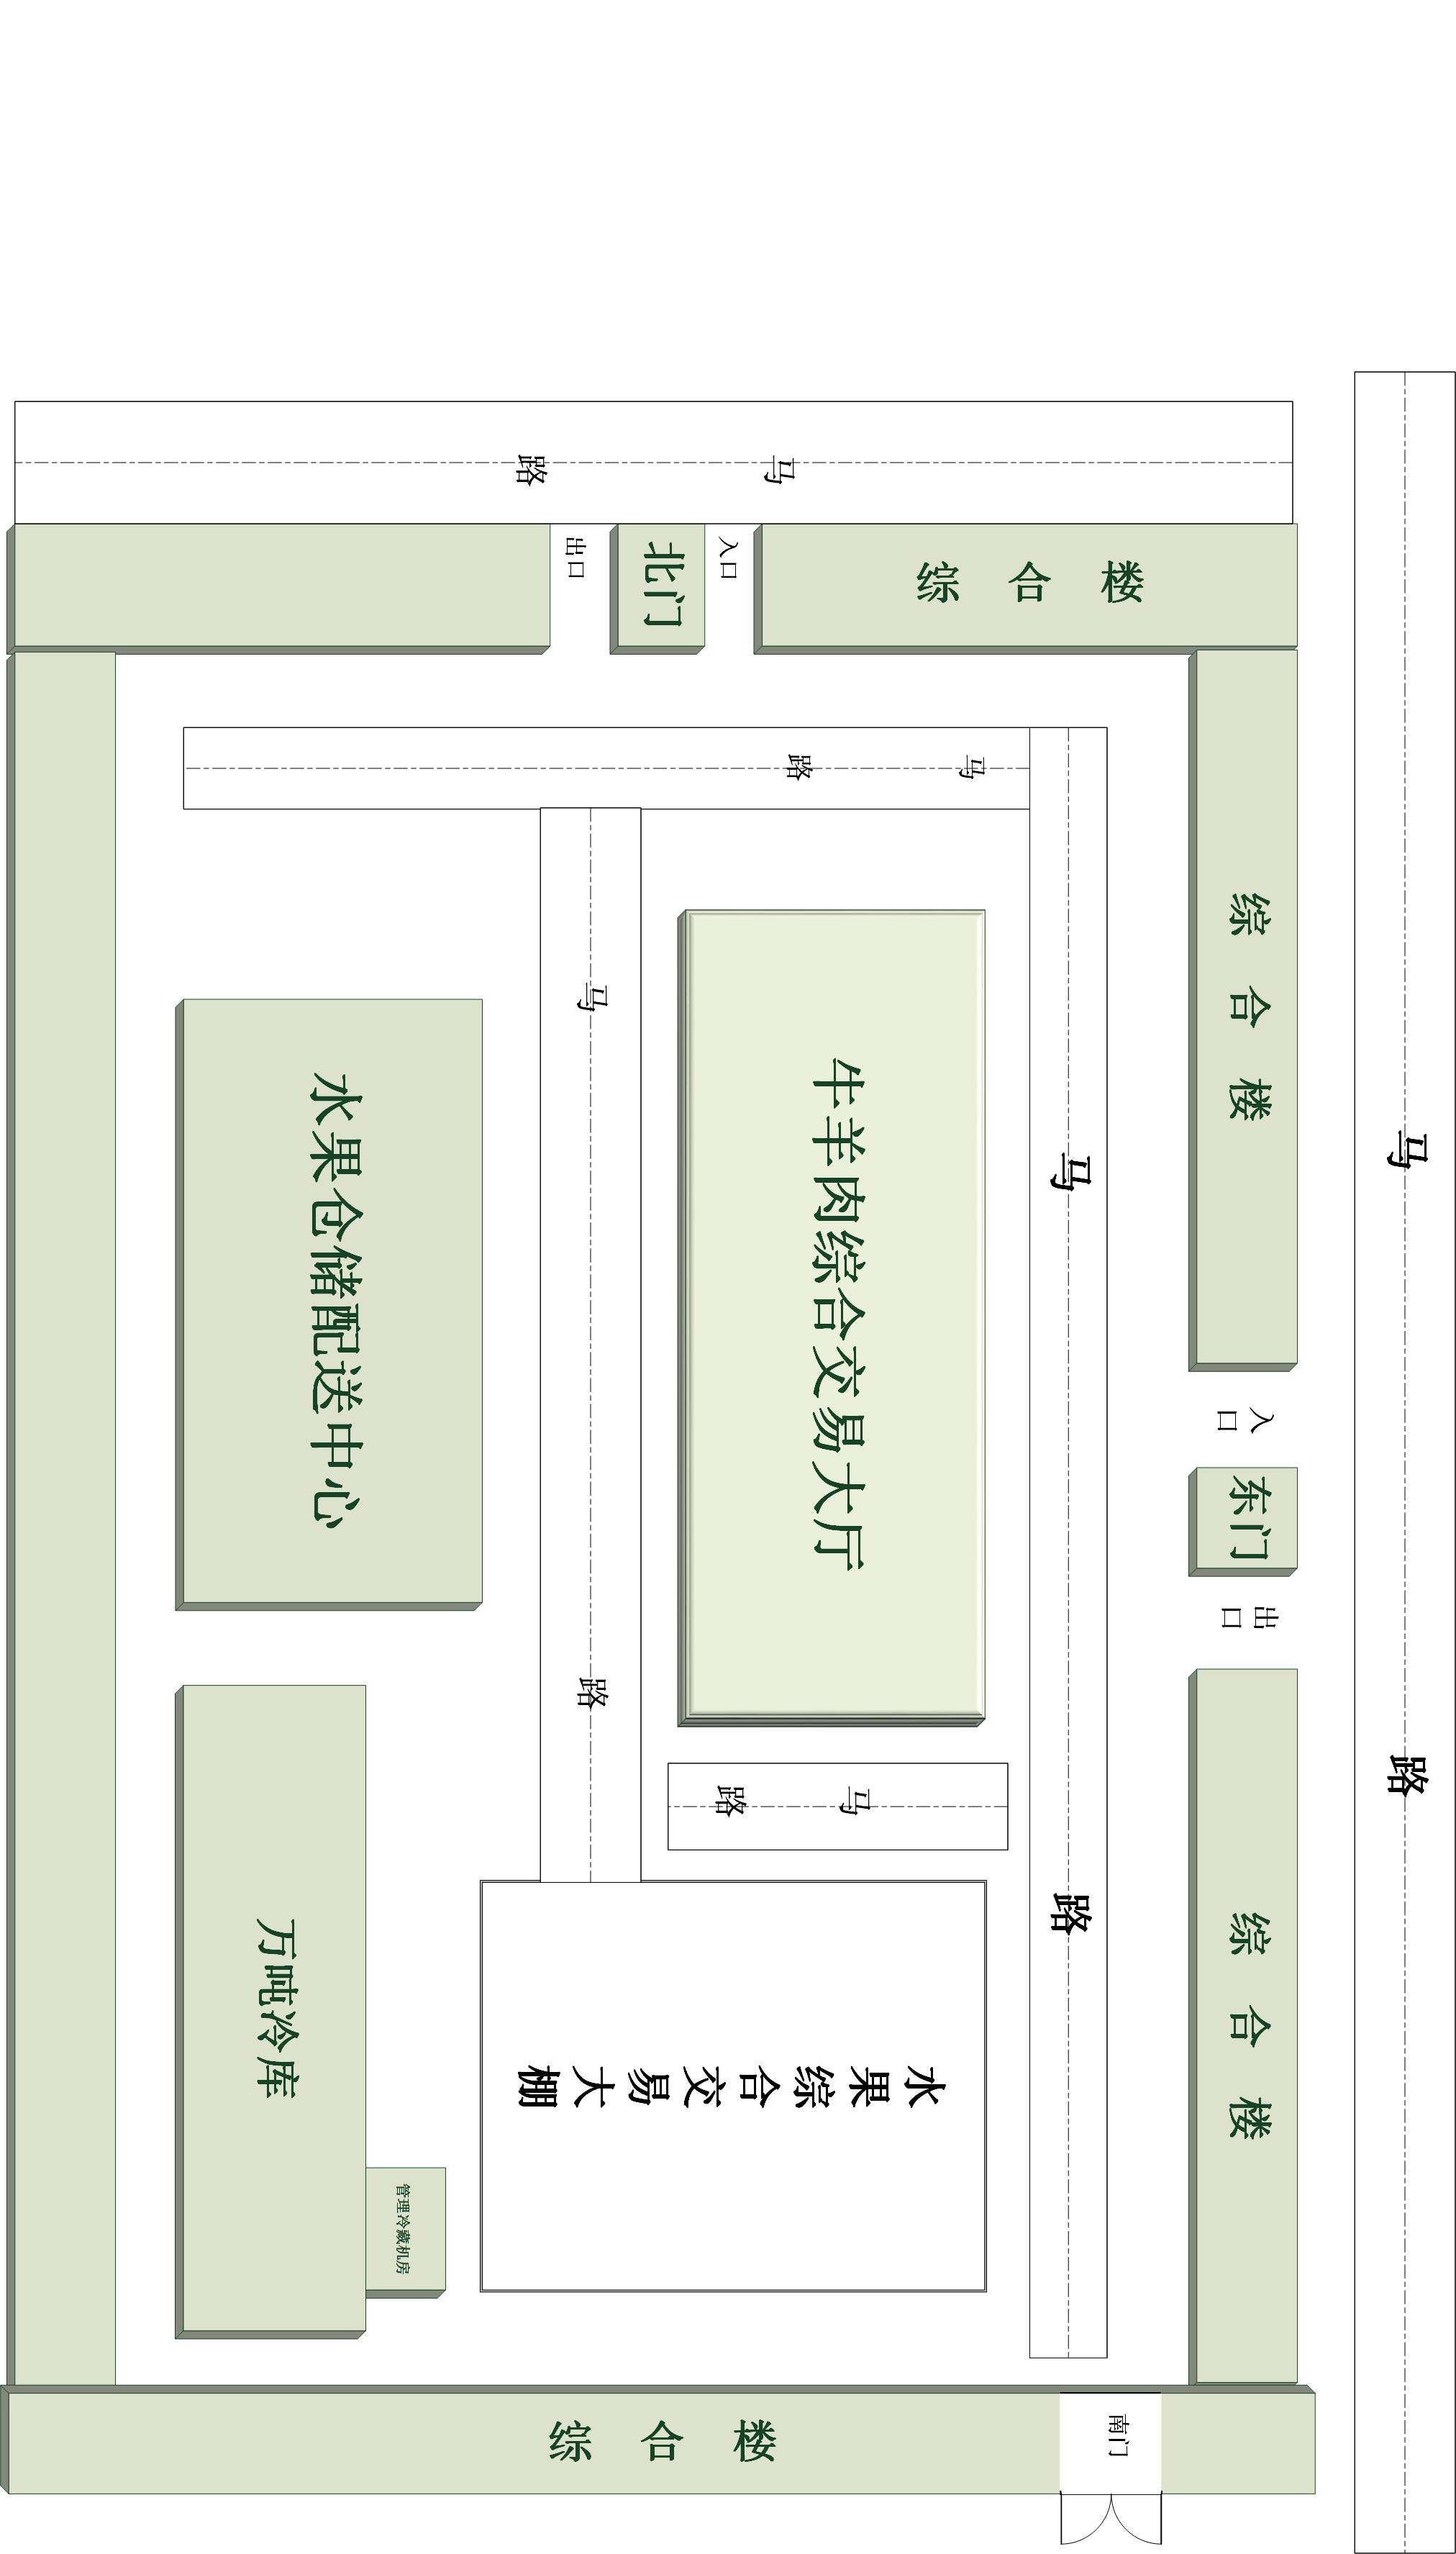 马 路
出口
北门
入口
综 合 楼
马 路
综 合 楼
马 路
牛羊肉综合交易大厅
水果仓储配送中心
马 路
马 路
入口
东门
出口
马 路
综 合 楼
水果综合交易大棚
万吨冷库
管理冷藏机房
综 合 楼
南门